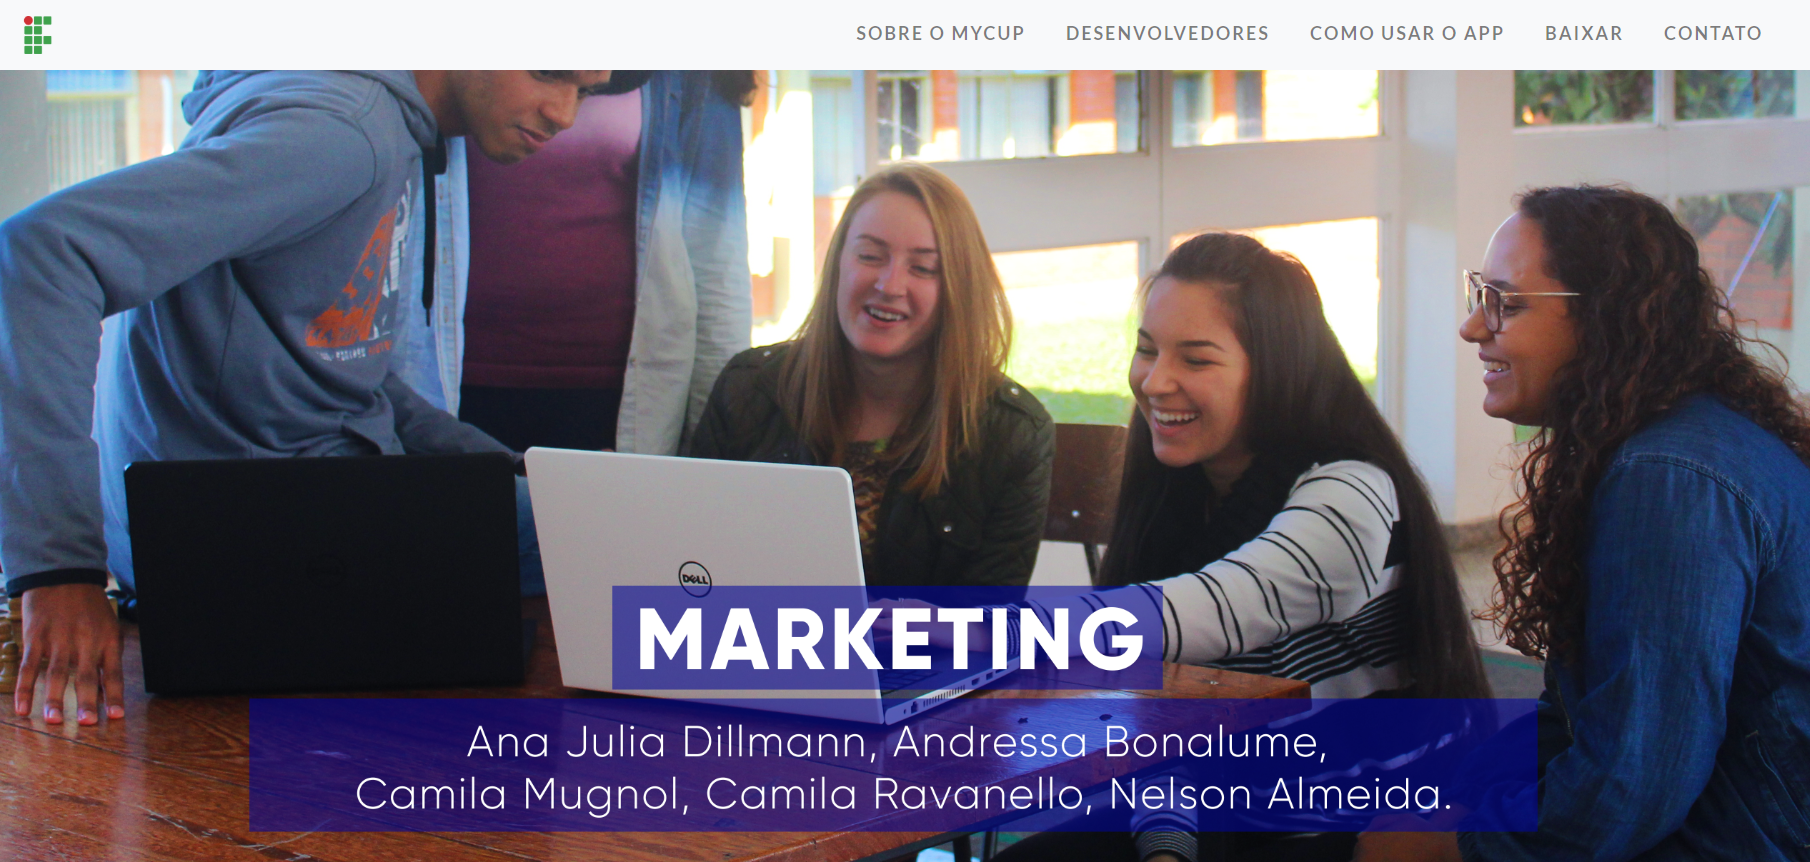 SOBRE O MYCUP
DESENVOLVEDORES
COMO USAR O APP
BAIXAR
CONTATO
DELL
MARKETING
Ana Julia Dillmann, Andressa Bonalume,
Camila Mugnol, Camila Ravanello, Nelson Almeida.